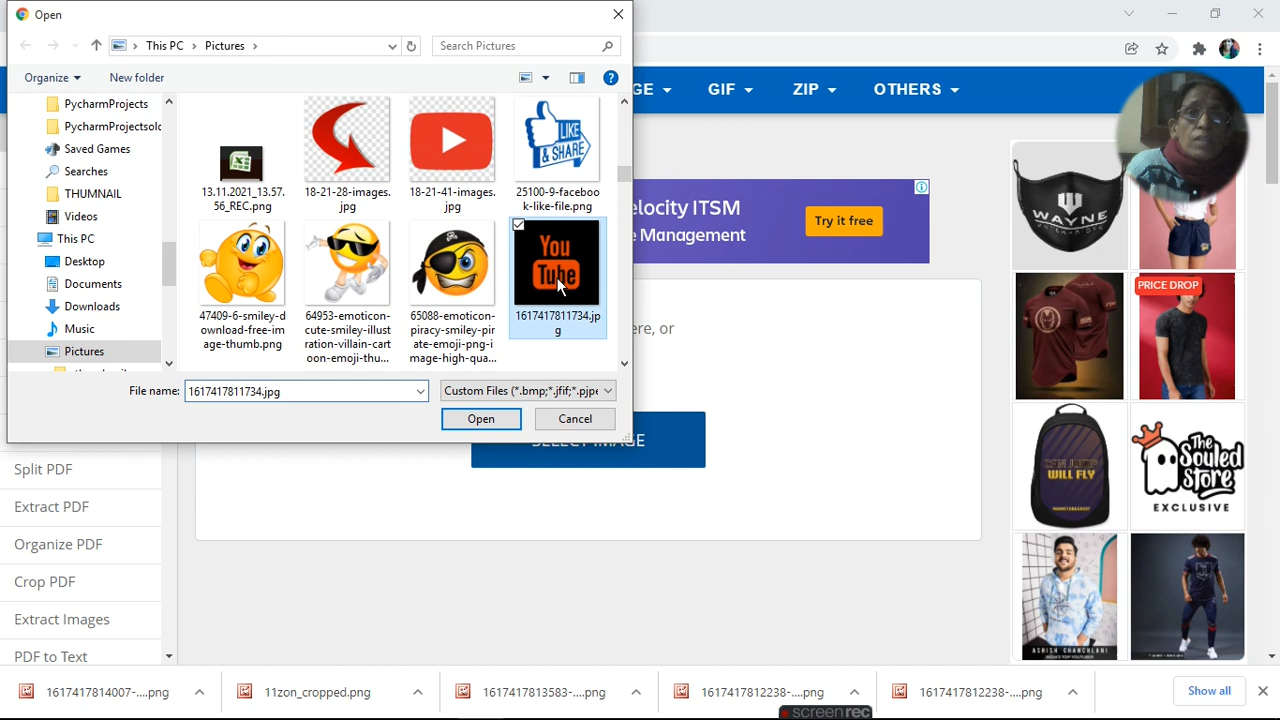 Open
This PC
Pictures
Search Pictures
Organize
New folder
PycharmProjects
PycharmProjectsolc
Saved Games
Searches
THUMNAIL
Videos
This PC
Desktop
Documents
Downloads
Music
Pictures
13.11.2021_13.57.
56_REC.png
18-21-28-images.
jpg
18-21-41-images.
jpg
LIKE
& SHARE
25100-9-faceboo
k-like-file.png
47409-6-smiley-d
ownload-free-im
age-thumb.png
64953-emoticon-
cute-smiley-illust
ration-villain-cart
oon-emoji-thu...
65088-emoticon-
piracy-smiley-pir
ate-emoji-png-i
mage-high-qua...
You
Tube
1617417811734.jp
g
File name:
1617417811734.jpg
Custom Files (*.bmp;*.jfif;*.pjpe
Open
Cancel
GE
GIF
ZIP
OTHERS
elocity ITSM
e Management
Try it free
ere, or
SELECT IMAGE
Split PDF
Extract PDF
Organize PDF
Crop PDF
Extract Images
PDF to Text
WAYNE
PRICE DROP
WILL FLY
The
Souled
Store
EXCLUSIVE
ASHISH CHANCHLANI
1617417814007-....png
11zon_cropped.png
1617417813583-....png
1617417812238-....png
1617417812238-....png
Show all
screenrec